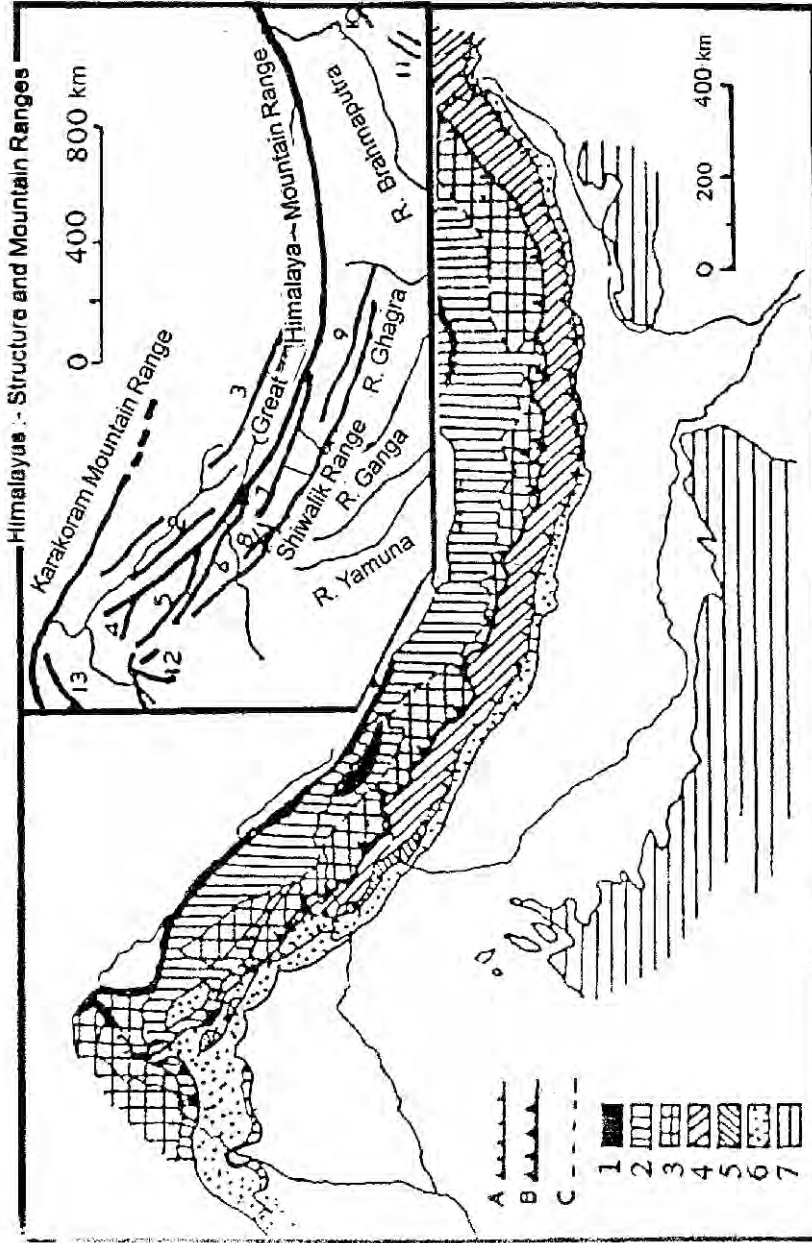 Himalayas :- Structure and Mountain Ranges
0 400 800 km
Karakoram Mountain Range
Great Himalaya Mountain Range
Shiwalik Range
R. Brahmaputra
R. Ghagra
R. Ganga
R. Yamuna
13
12
4
5
3
6
8
7
9
11
A
B
C
1
2
3
4
5
6
7
0 200 400 km